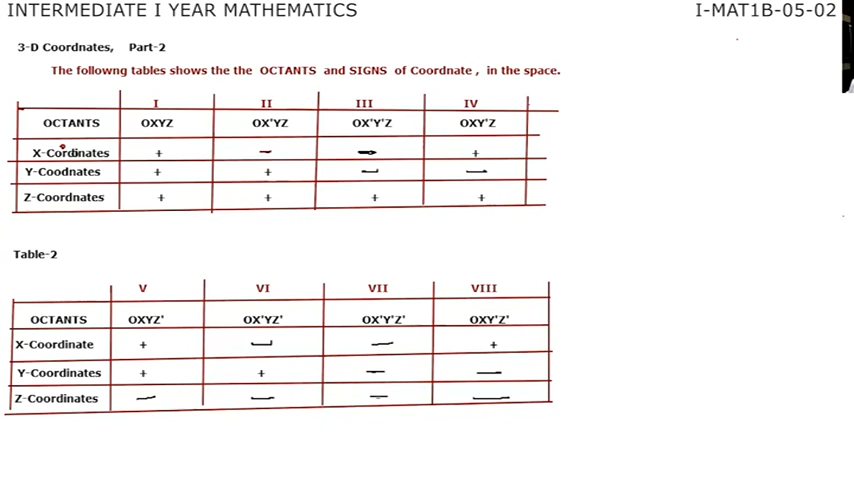 INTERMEDIATE I YEAR MATHEMATICS
I-MAT1B-05-02
3-D Coordnates, Part-2
The followng tables shows the the OCTANTS and SIGNS of Coordnate , in the space.
I II III IV
OCTANTS OXYZ OX'YZ OX'Y'Z OXY'Z
X-Cordinates + - - +
Y-Coodnates + + - -
Z-Coordnates + + + +
Table-2
V VI VII VIII
OCTANTS OXYZ' OX'YZ' OX'Y'Z' OXY'Z'
X-Coordinate + - - +
Y-Coordinates + + - -
Z-Coordinates - - - -